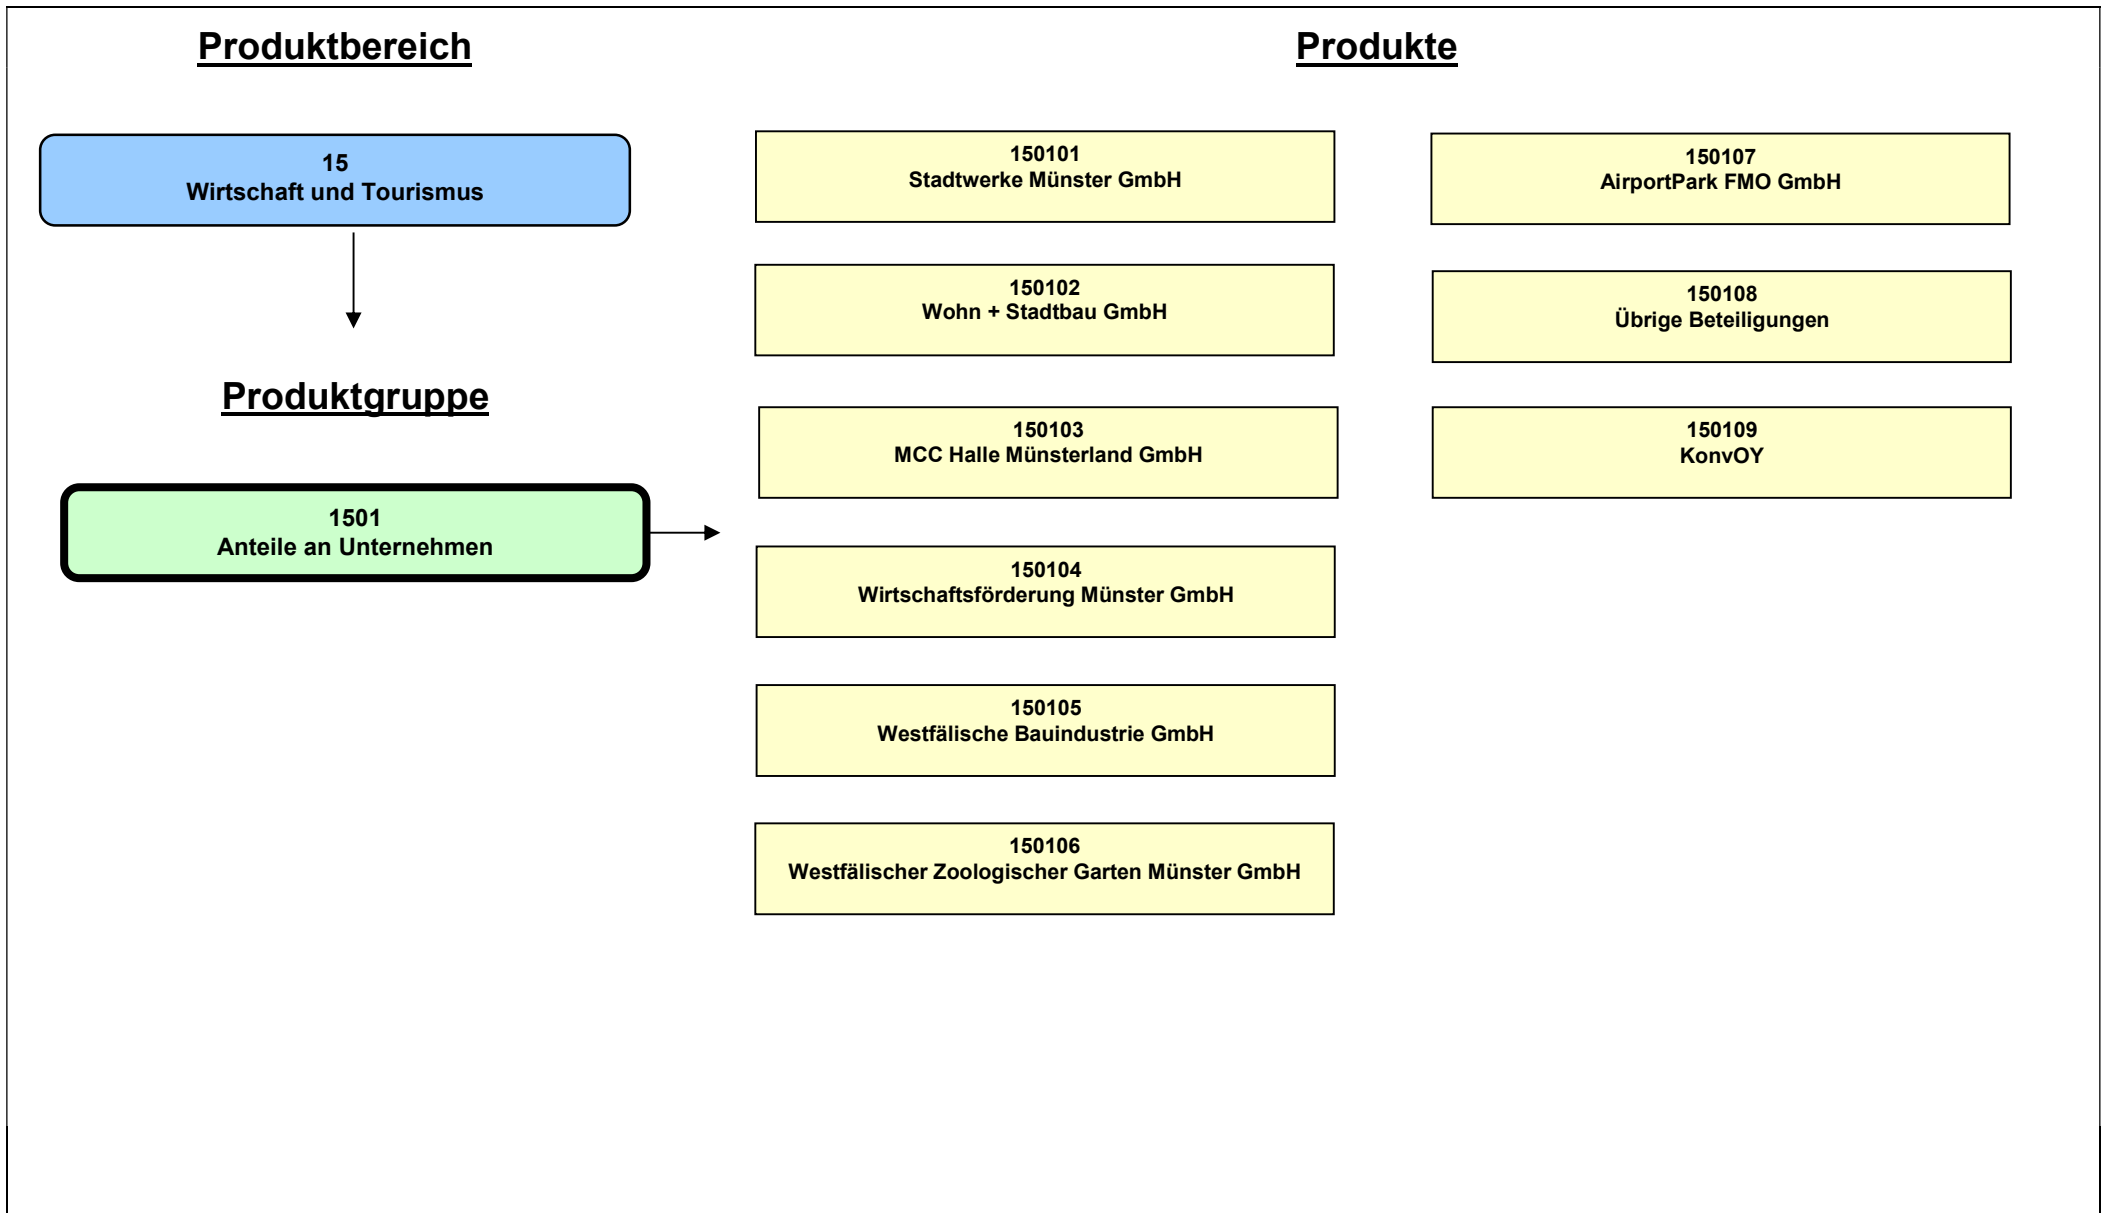 Produktbereich
15
Wirtschaft und Tourismus
Produktgruppe
1501
Anteile an Unternehmen
Produkte
150101
Stadtwerke Münster GmbH
150102
Wohn + Stadtbau GmbH
150103
MCC Halle Münsterland GmbH
150104
Wirtschaftsförderung Münster GmbH
150105
Westfälische Bauindustrie GmbH
150106
Westfälischer Zoologischer Garten Münster GmbH
150107
AirportPark FMO GmbH
150108
Übrige Beteiligungen
150109
KonvOY